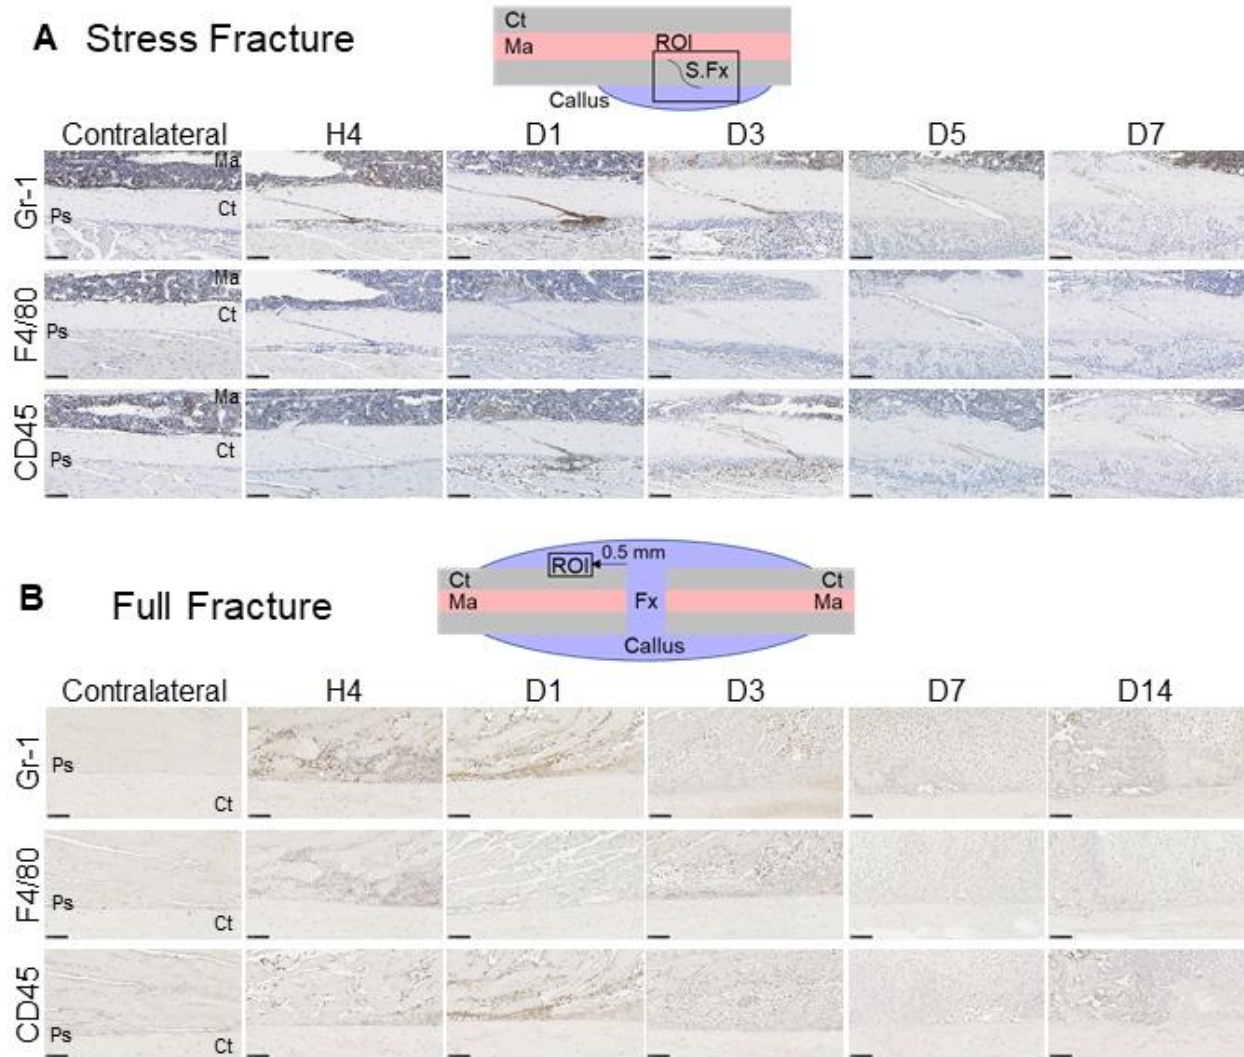 A Stress Fracture
Ct
Ma
ROI
S.Fx
Callus
Contralateral H4 D1 D3 D5 D7
Gr-1
Ma
Ps
Ct
F4/80
Ma
Ct
Ps
CD45
Ma
Ct
Ps
B Full Fracture
ROI
0.5 mm
Ct
Ct
Ma
Fx
Ma
Callus
Contralateral H4 D1 D3 D7 D14
Gr-1
Ps
Ct
F4/80
Ps
Ct
CD45
Ps
Ct